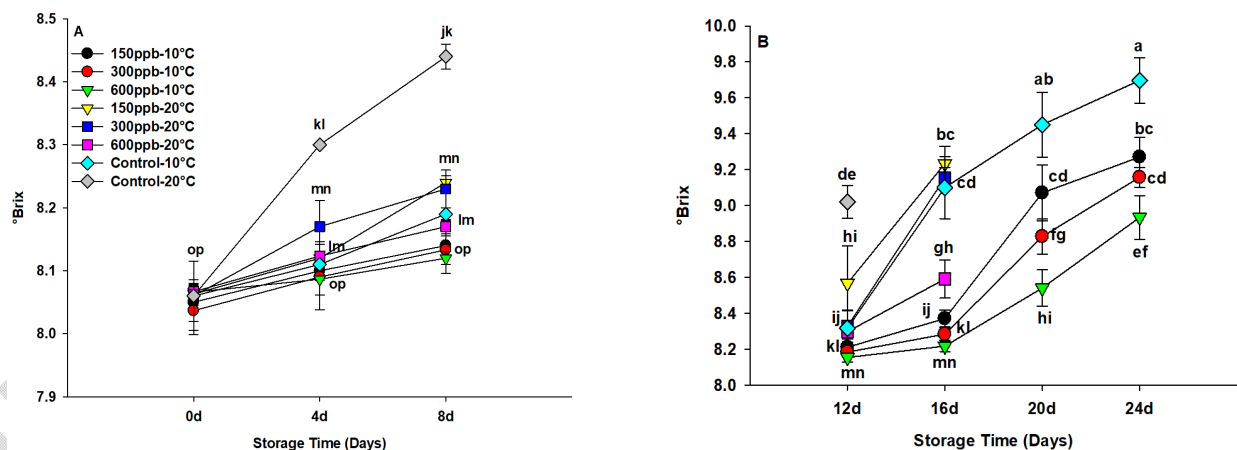 A
150ppb-10°C
300ppb-10°C
600ppb-10°C
150ppb-20°C
300ppb-20°C
600ppb-20°C
Control-10°C
Control-20°C
°Brix
8.5
8.4
8.3
8.2
8.1
8.0
7.9
op
kl
mn
lm
op
jk
mn
lm
op
0d 4d 8d
Storage Time (Days)
B
°Brix
10.0
9.8
9.6
9.4
9.2
9.0
8.8
8.6
8.4
8.2
8.0
de
hi
ij
kl
mn
bc
cd
gh
ij
kl
mn
ab
cd
fg
hi
a
bc
cd
ef
12d 16d 20d 24d
Storage Time (Days)